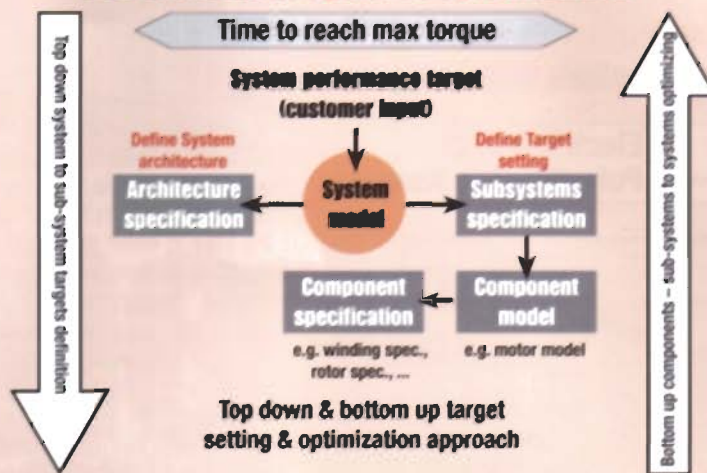 Time to reach max torque
System performance target
(customer input)
Define System
architecture
Define Target
setting
Architecture
specification
System
model
Subsystems
specification
Component
specification
Component
model
e.g. winding spec.,
rotor spec., ...
e.g. motor model
Top down & bottom up target
setting & optimization approach
Top down system to sub-system targets definition
Bottom up components – sub-systems to systems optimizing